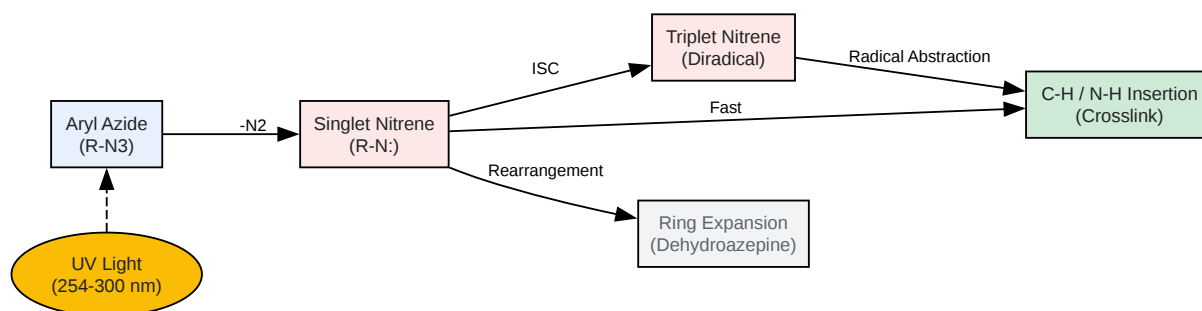 Triplet Nitrene
(Diradical)
Radical Abstraction
ISC
C-H / N-H Insertion
(Crosslink)
Fast
Aryl Azide
(R-N3)
-N2
Singlet Nitrene
(R-N:)
Rearrangement
Ring Expansion
(Dehydroazepine)
UV Light
(254-300 nm)